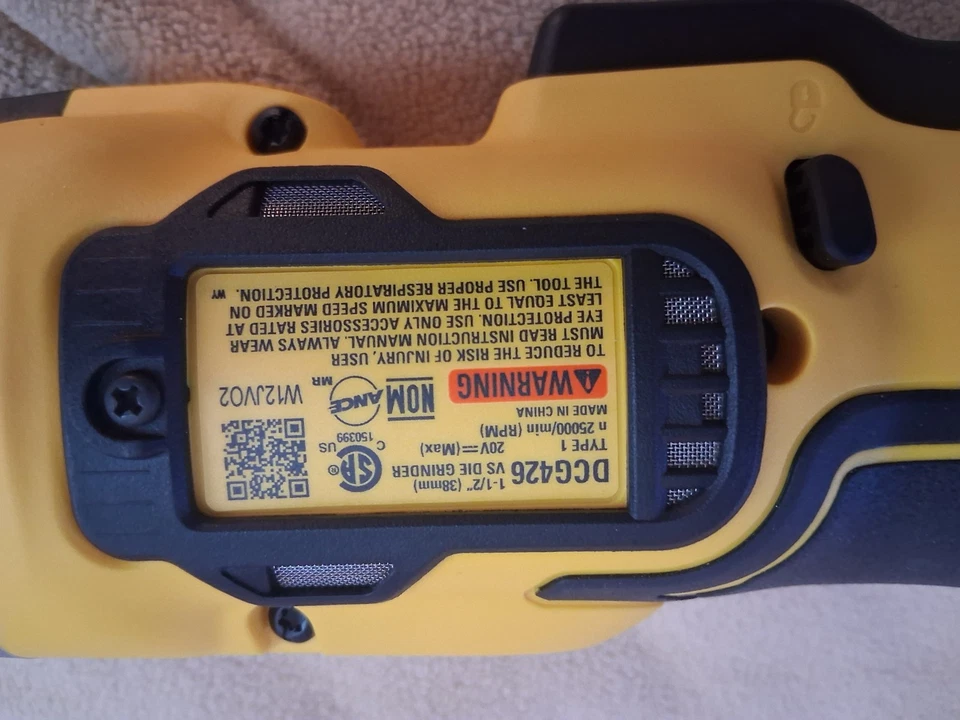 DCG426 1-1/2" (38mm)
VS DIE GRINDER
TYPE 1 20V⎓(Max)
n 25000/min (RPM)
MADE IN CHINA
SA ®
C US
150399
⚠WARNING
NOM
ANCE
MR
W12JVO2
TO REDUCE THE RISK OF INJURY, USER
MUST READ INSTRUCTION MANUAL. ALWAYS WEAR
EYE PROTECTION. USE ONLY ACCESSORIES RATED AT
LEAST EQUAL TO THE MAXIMUM SPEED MARKED ON
THE TOOL. USE PROPER RESPIRATORY PROTECTION.
WY